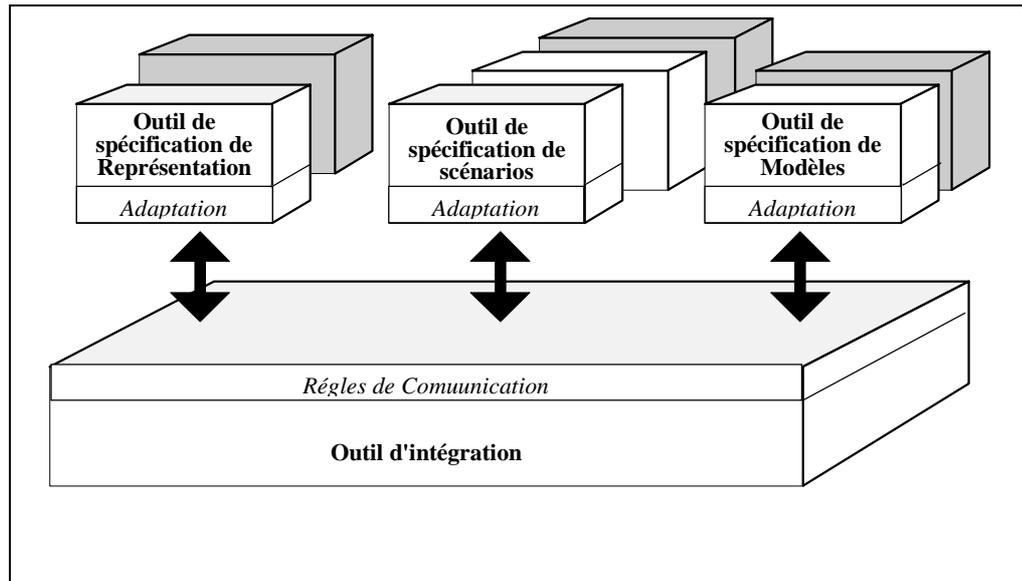 Outil de
spécification de
Représentation
Adaptation
Outil de
spécification de
scénarios
Adaptation
Outil de
spécification de
Modèles
Adaptation
Régles de Comuunication
Outil d'intégration